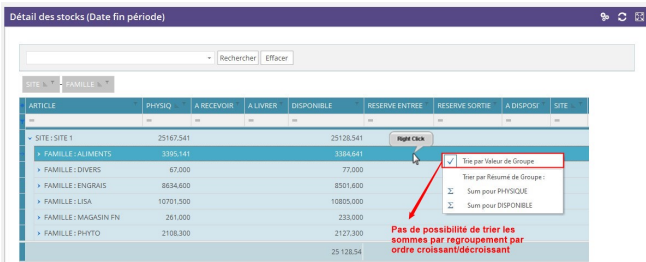 Détail des stocks (Date fin période)
Rechercher Effacer
SITE FAMILLE
ARTICLE PHYSIQ A RECEVOIR A LIVRER DISPONIBLE RESERVE ENTREE RESERVE SORTIE A DISPOSI SITE
= = = = = = = = =
SITE : SITE 1 25167,541 25128,541
Right Click
FAMILLE : ALIMENTS 3395,141 3384,641
Trie par Valeur de Groupe
FAMILLE : DIVERS 67,000 77,000
Trier par Résumé de Groupe :
FAMILLE : ENGRAIS 8634,600 8501,600
Σ Sum pour PHYSIQUE
FAMILLE : LISA 10701,500 10805,000
Σ Sum pour DISPONIBLE
FAMILLE : MAGASIN FN 261,000 233,000
FAMILLE : PHYTO 2108,300 2127,300
Pas de possibilité de trier les
sommes par regroupement par
ordre croissant/décroissant
25 128,54